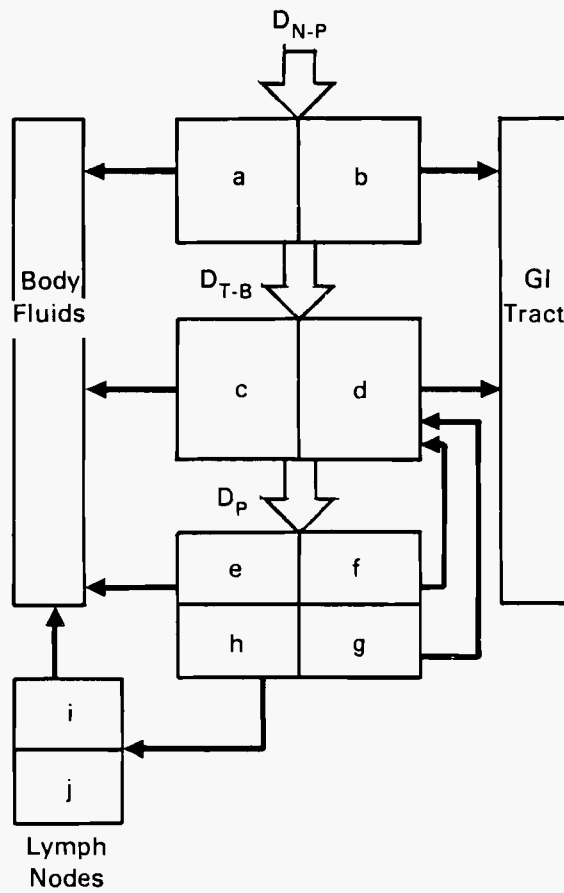 D_N-P
a
b
Body
Fluids
GI
Tract
D_T-B
c
d
D_P
e
f
h
g
i
j
Lymph
Nodes